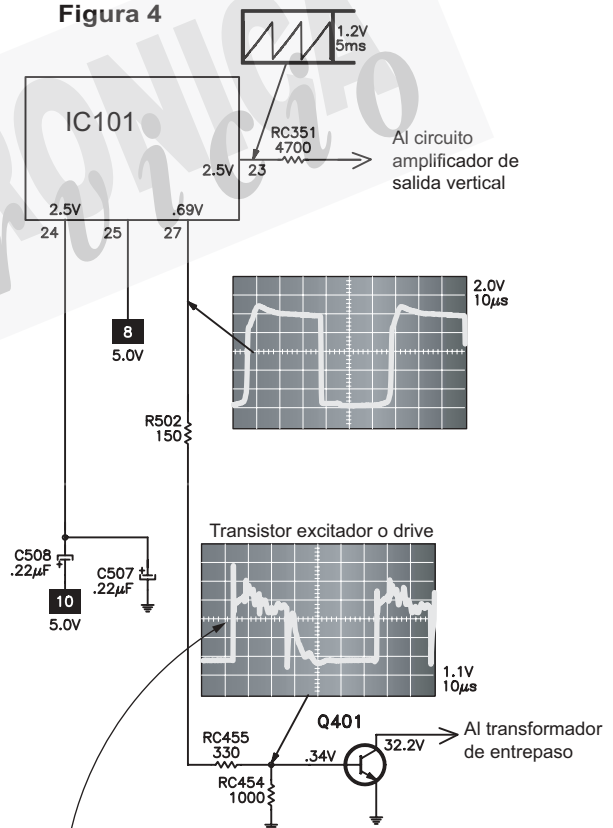 Figura 4
1.2V
5ms
IC101
RC351
4700
2.5V
23
Al circuito
amplificador de
salida vertical
2.5V
.69V
24
25
27
8
5.0V
2.0V
10µs
R502
150
Transistor excitador o drive
C508
.22µF
C507
.22µF
10
5.0V
1.1V
10µs
Q401
RC455
330
.34V
32.2V
Al transformador
de entrepaso
RC454
1000